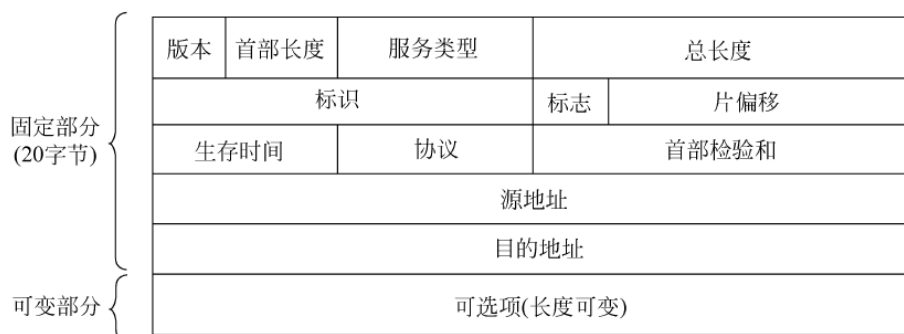 版本 首部长度 服务类型 总长度
标识 标志 片偏移
固定部分
(20字节)
生存时间 协议 首部检验和
源地址
目的地址
可变部分 可选项(长度可变)